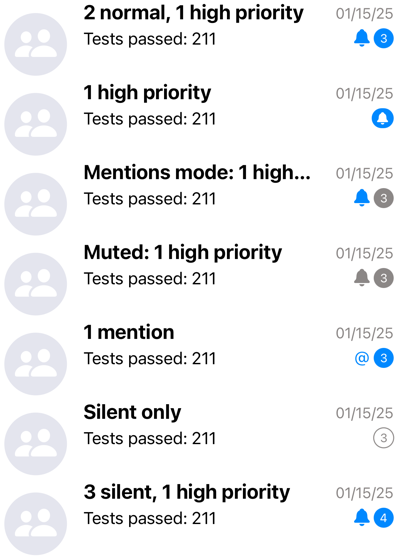 2 normal, 1 high priority 01/15/25
Tests passed: 211 3
1 high priority 01/15/25
Tests passed: 211
Mentions mode: 1 high... 01/15/25
Tests passed: 211 3
Muted: 1 high priority 01/15/25
Tests passed: 211 3
1 mention 01/15/25
Tests passed: 211 @ 3
Silent only 01/15/25
Tests passed: 211 3
3 silent, 1 high priority 01/15/25
Tests passed: 211 4